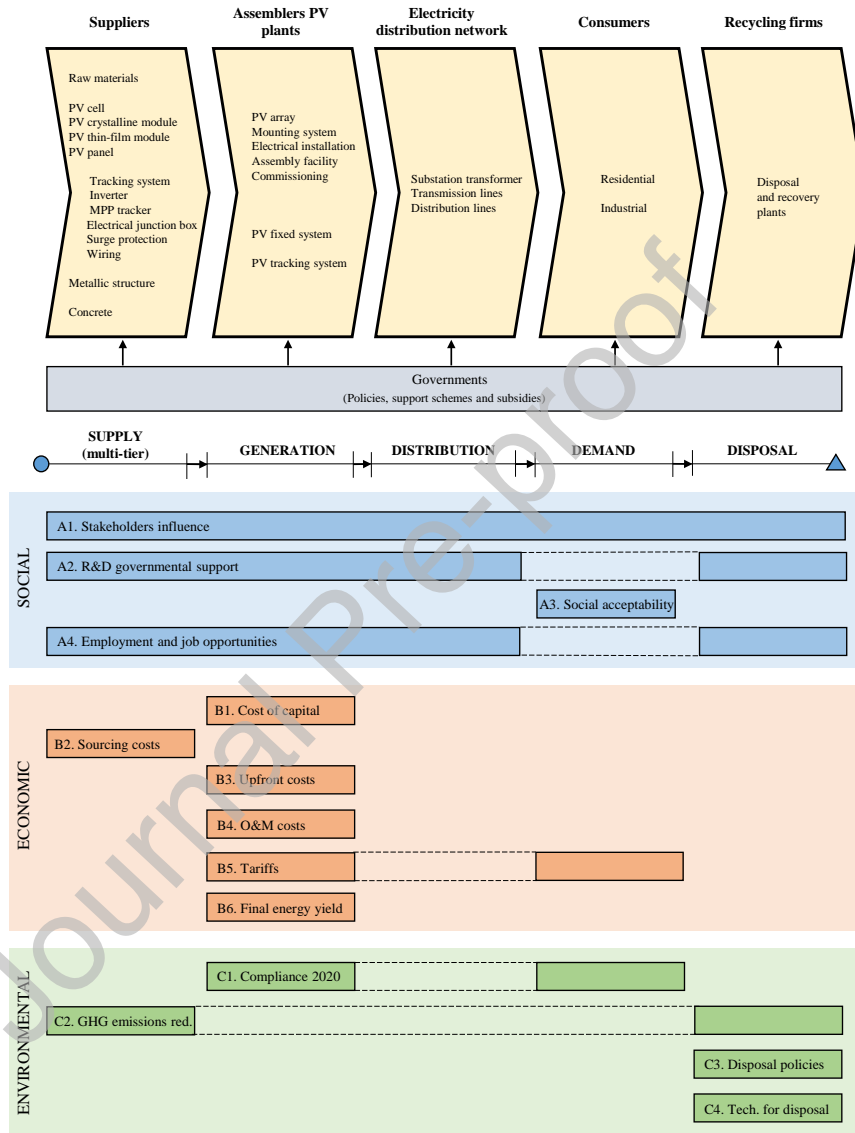 Suppliers
Assemblers PV
plants
Electricity
distribution network
Consumers
Recycling firms
Raw materials
PV cell
PV crystalline module
PV thin-film module
PV panel
Tracking system
Inverter
MPP tracker
Electrical junction box
Surge protection
Wiring
Metallic structure
Concrete
PV array
Mounting system
Electrical installation
Assembly facility
Commissioning
PV fixed system
PV tracking system
Substation transformer
Transmission lines
Distribution lines
Residential
Industrial
Disposal
and recovery
plants
Governments
(Policies, support schemes and subsidies)
SUPPLY
(multi-tier)
GENERATION
DISTRIBUTION
DEMAND
DISPOSAL
SOCIAL
A1. Stakeholders influence
A2. R&D governmental support
A3. Social acceptability
A4. Employment and job opportunities
ECONOMIC
B1. Cost of capital
B2. Sourcing costs
B3. Upfront costs
B4. O&M costs
B5. Tariffs
B6. Final energy yield
ENVIRONMENTAL
C1. Compliance 2020
C2. GHG emissions red.
C3. Disposal policies
C4. Tech. for disposal
Journal Pre-proof